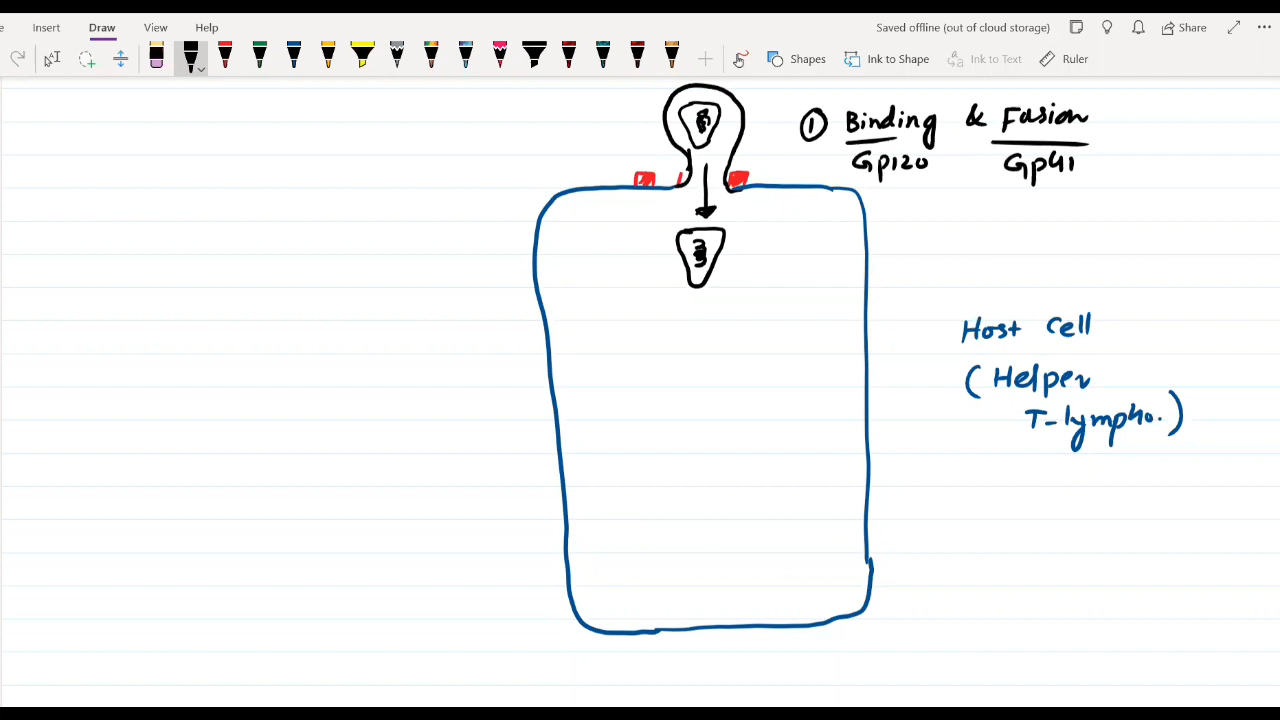 Insert Draw View Help
Saved offline (out of cloud storage) Share
Shapes Ink to Shape Ink to Text Ruler
① Binding & Fusion
Gp120 Gp41
Host cell
(Helper
T-lympho.)